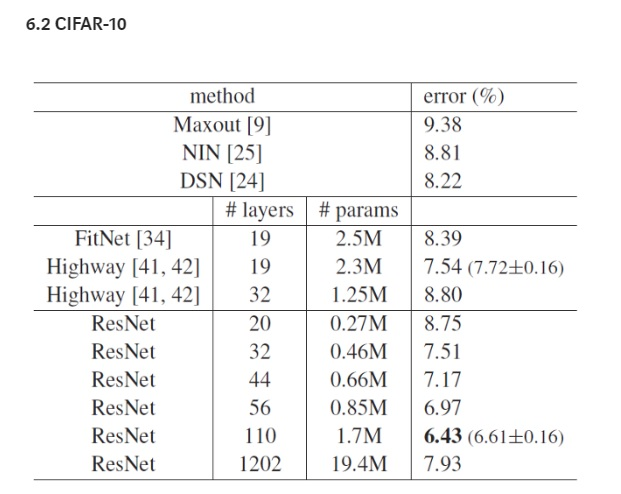 6.2 CIFAR-10
method error (%)
Maxout [9] 9.38
NIN [25] 8.81
DSN [24] 8.22
# layers # params
FitNet [34] 19 2.5M 8.39
Highway [41, 42] 19 2.3M 7.54 (7.72±0.16)
Highway [41, 42] 32 1.25M 8.80
ResNet 20 0.27M 8.75
ResNet 32 0.46M 7.51
ResNet 44 0.66M 7.17
ResNet 56 0.85M 6.97
ResNet 110 1.7M 6.43 (6.61±0.16)
ResNet 1202 19.4M 7.93